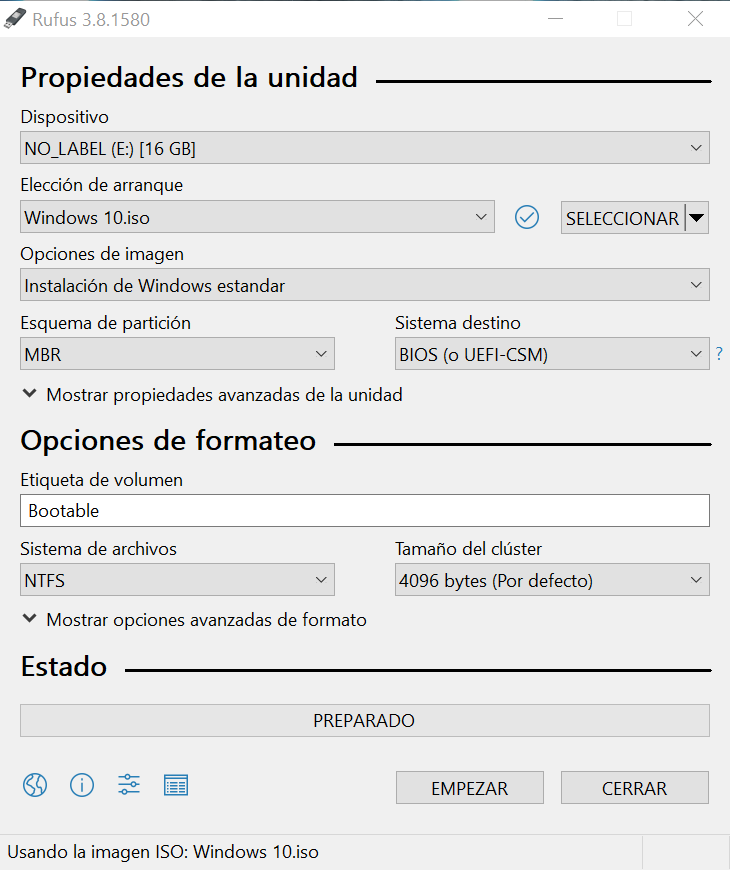 Rufus 3.8.1580
Propiedades de la unidad
Dispositivo
NO_LABEL (E:) [16 GB]
Elección de arranque
Windows 10.iso
SELECCIONAR
Opciones de imagen
Instalación de Windows estandar
Esquema de partición
Sistema destino
MBR
BIOS (o UEFI-CSM)
?
Mostrar propiedades avanzadas de la unidad
Opciones de formateo
Etiqueta de volumen
Bootable
Sistema de archivos
Tamaño del clúster
NTFS
4096 bytes (Por defecto)
Mostrar opciones avanzadas de formato
Estado
PREPARADO
EMPEZAR
CERRAR
Usando la imagen ISO: Windows 10.iso